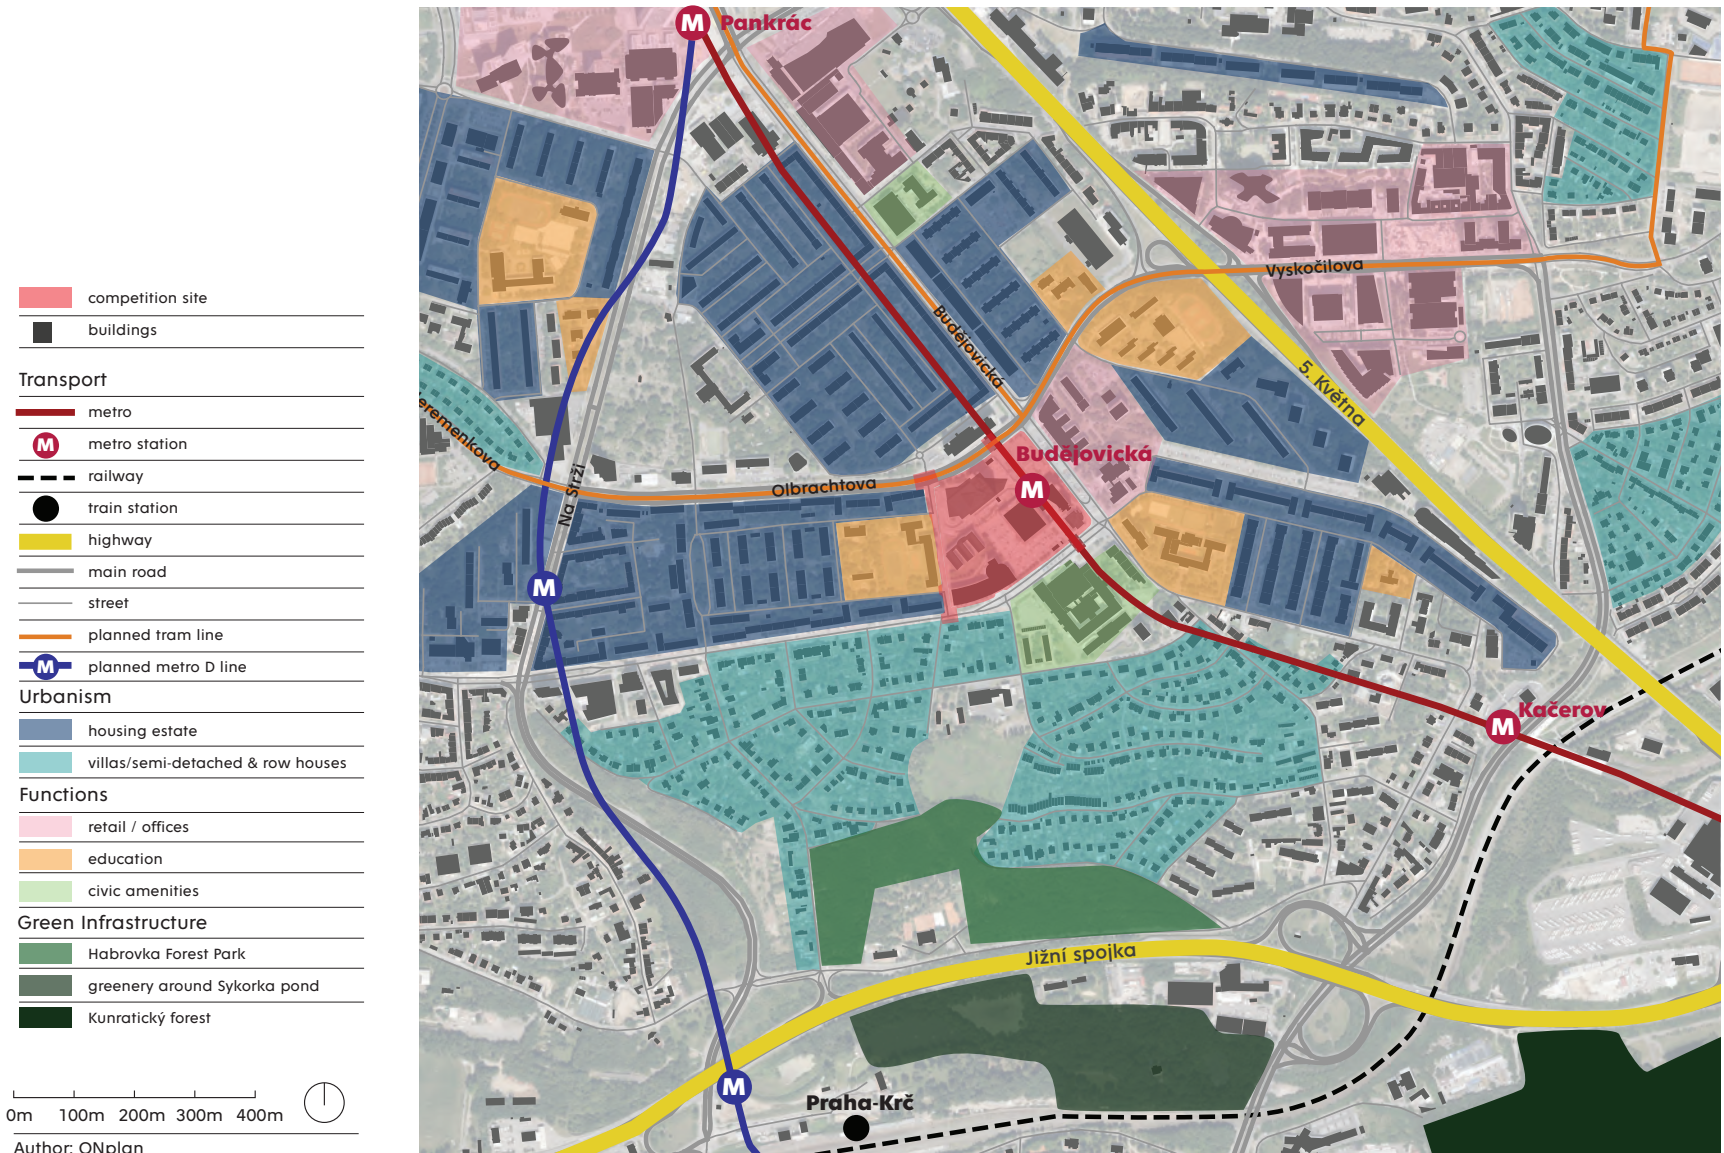 competition site
buildings
Transport
metro
M metro station
railway
train station
highway
main road
street
planned tram line
M planned metro D line
Urbanism
housing estate
villas/semi-detached & row houses
Functions
retail / offices
education
civic amenities
Green Infrastructure
Habrovka Forest Park
greenery around Sykorka pond
Kunratický forest
0m 100m 200m 300m 400m
Author: ONplan
M Pankrác
Vyskočilova
Budějovická
5. Května
eremenkova
Budějovická
M
Na Strži
Olbrachtova
M
Kačerov
M
Jižní spojka
M
Praha-Krč